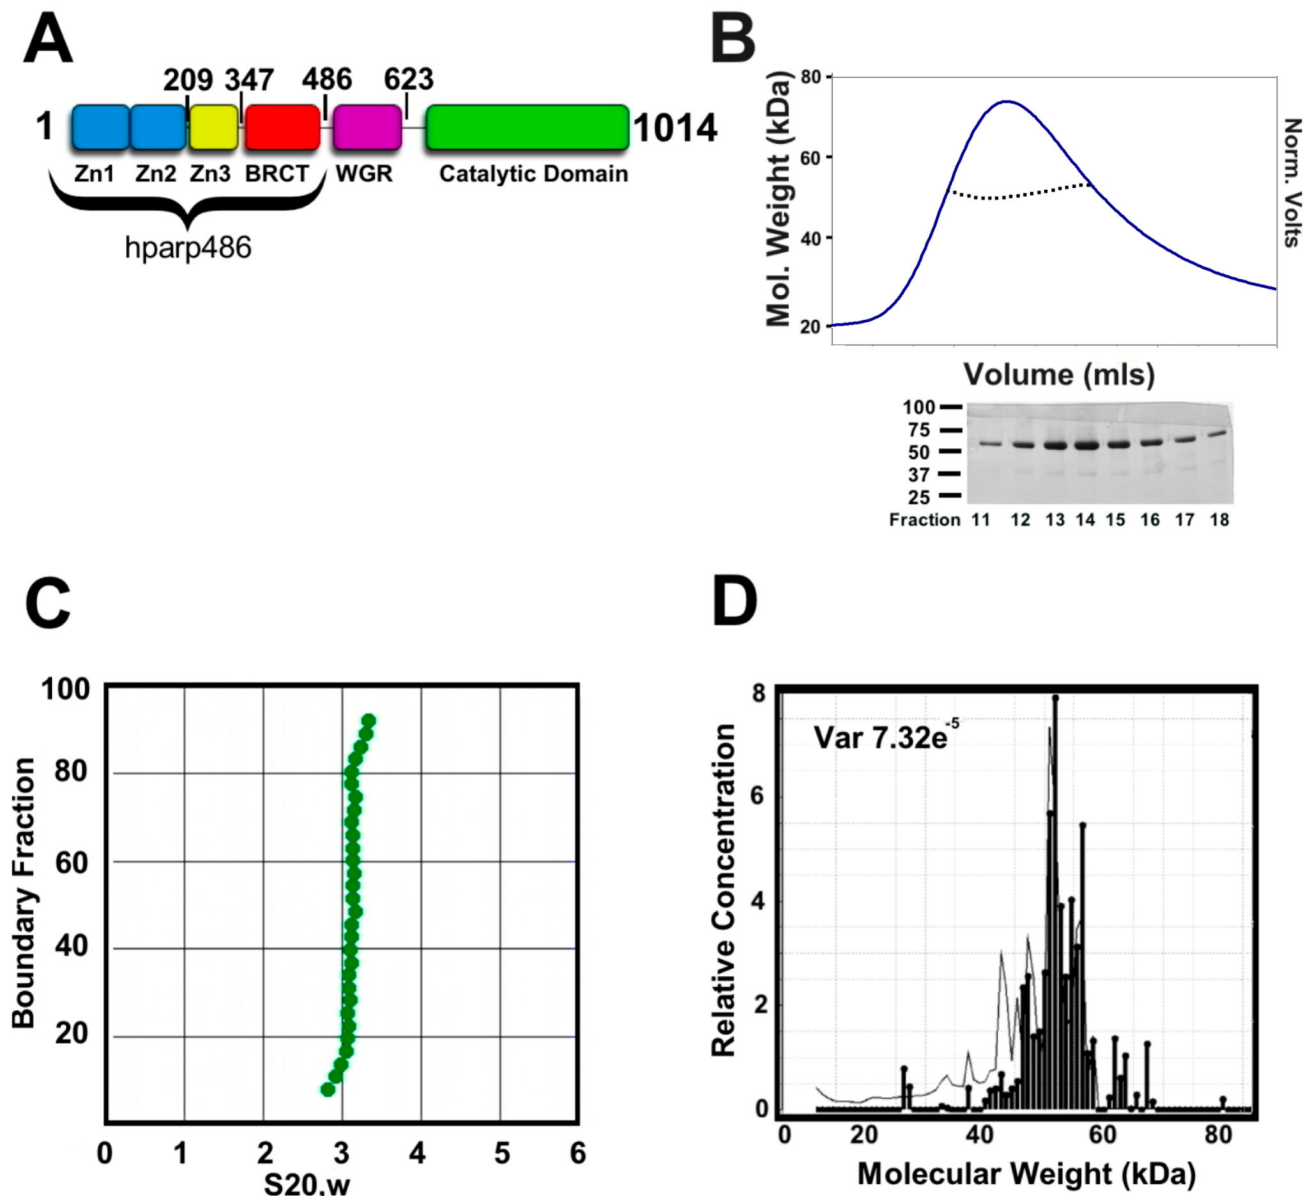 A
209 347 486 623
1 1014
Zn1 Zn2 Zn3 BRCT WGR Catalytic Domain
hparp486
B
Mol. Weight (kDa)
80
60
40
20
Norm. Volts
Volume (mls)
100
75
50
37
25
Fraction 11 12 13 14 15 16 17 18
C
Boundary Fraction
100
80
60
40
20
0 1 2 3 4 5 6
S20,w
D
Relative Concentration
Var 7.32e-5
8
6
4
2
0
0 20 40 60 80
Molecular Weight (kDa)